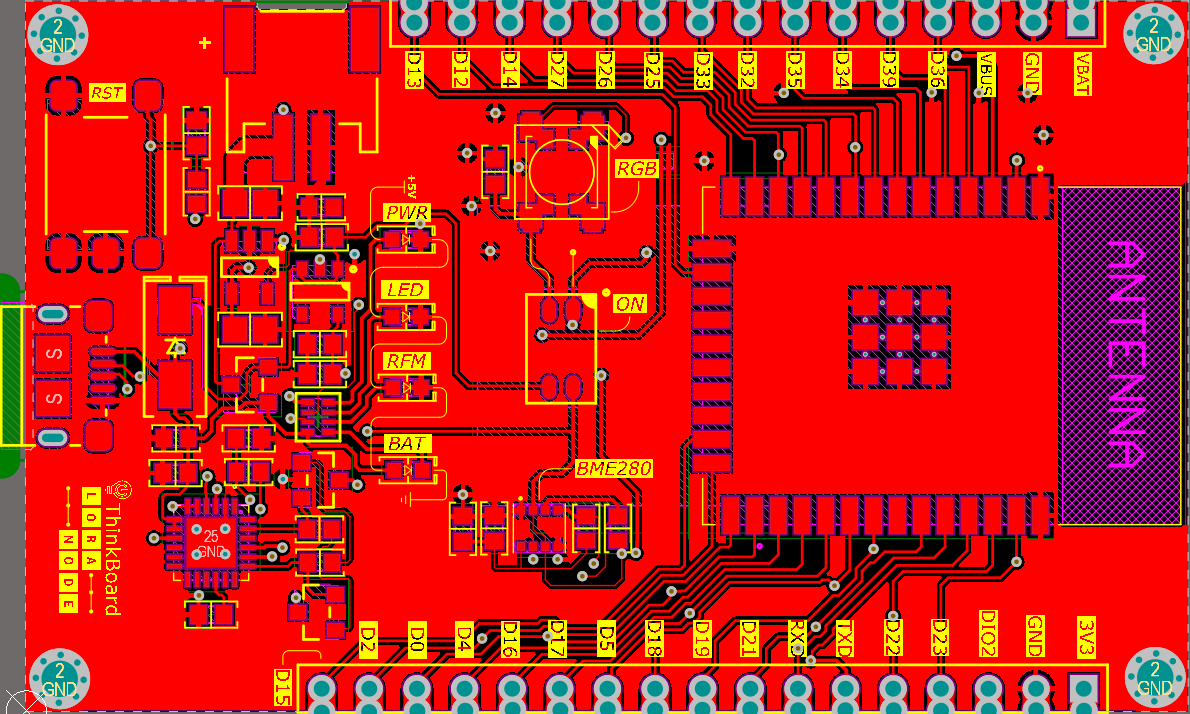 2
GND
2
GND
D13
D12
D14
D27
D26
D25
D33
D32
D35
D34
D39
D36
VBUS
GND
VBAT
RST
+
RGB
+5V
PWR
LED
ON
RFM
BAT
S
S
BME280
ANTENNA
25
GND
ThinkBoard
LORA
NODE
D15
D2
D0
D4
D16
D17
D5
D18
D19
D21
RXD
TXD
D22
D23
DIO2
GND
3V3
2
GND
2
GND